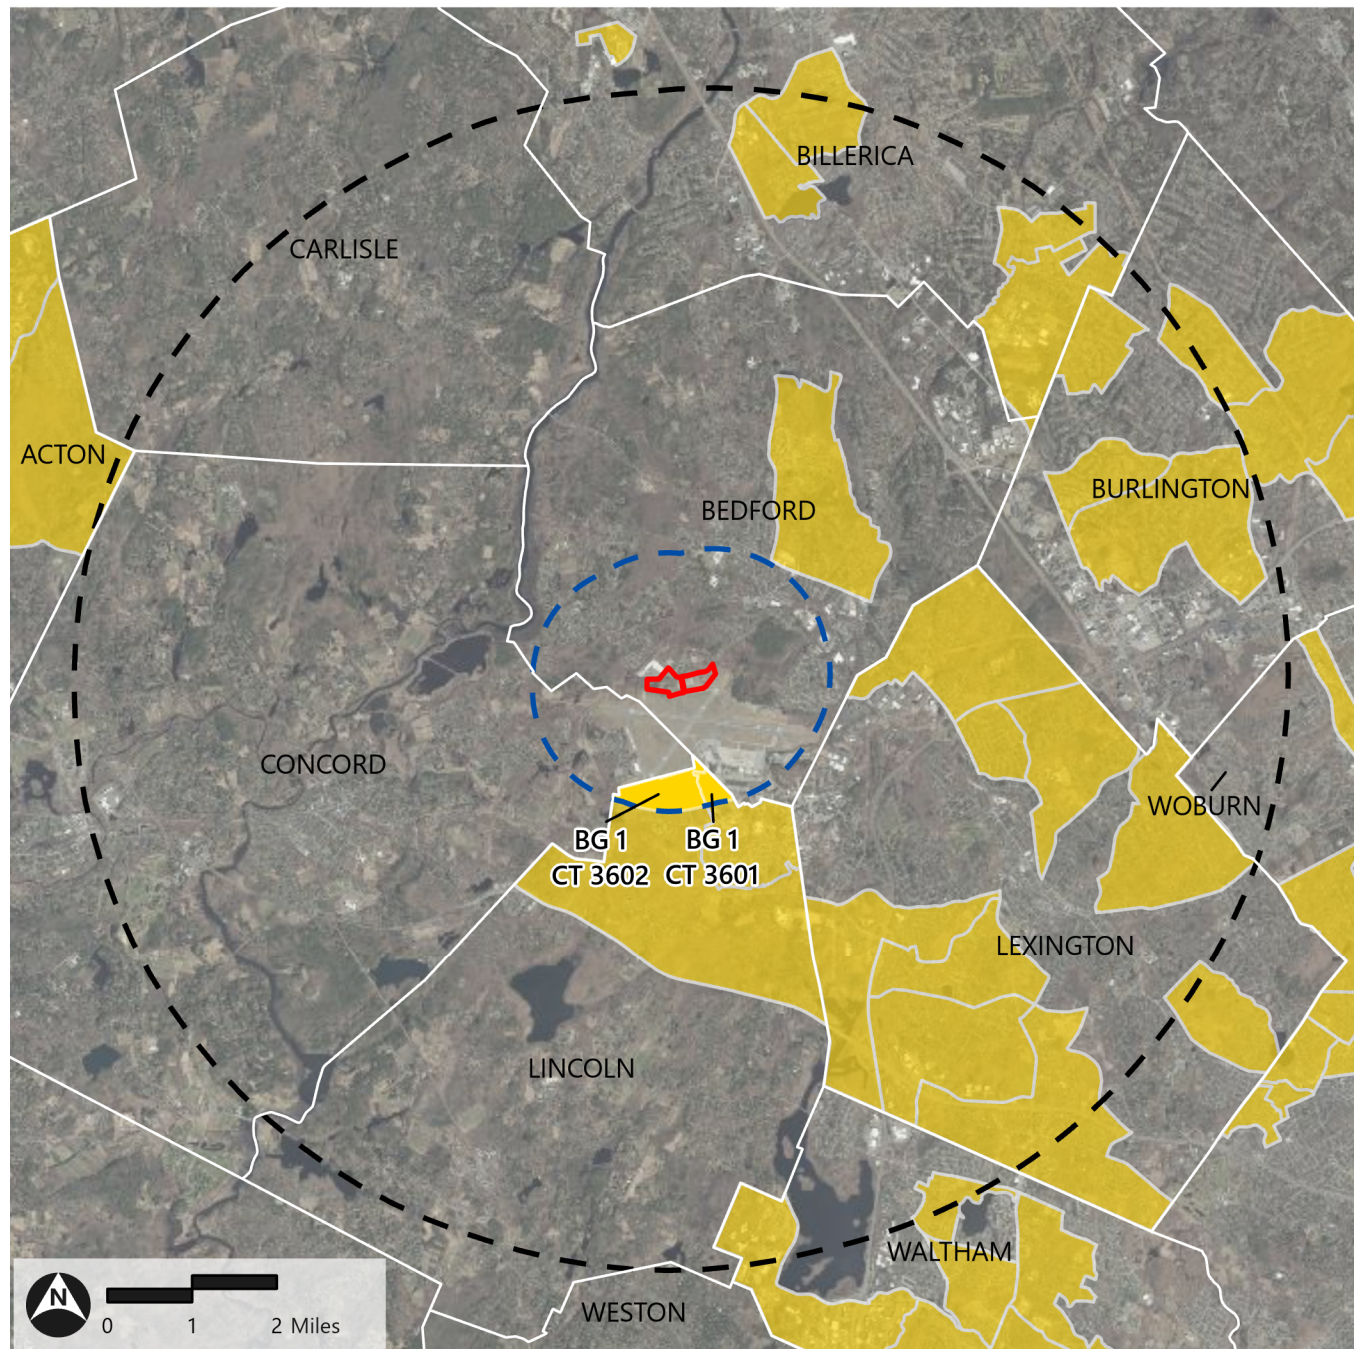 BILLERICA
CARLISLE
ACTON
BURLINGTON
BEDFORD
CONCORD
WOBURN
BG 1
CT 3602
BG 1
CT 3601
LEXINGTON
LINCOLN
WALTHAM
WESTON
N
0 1 2 Miles